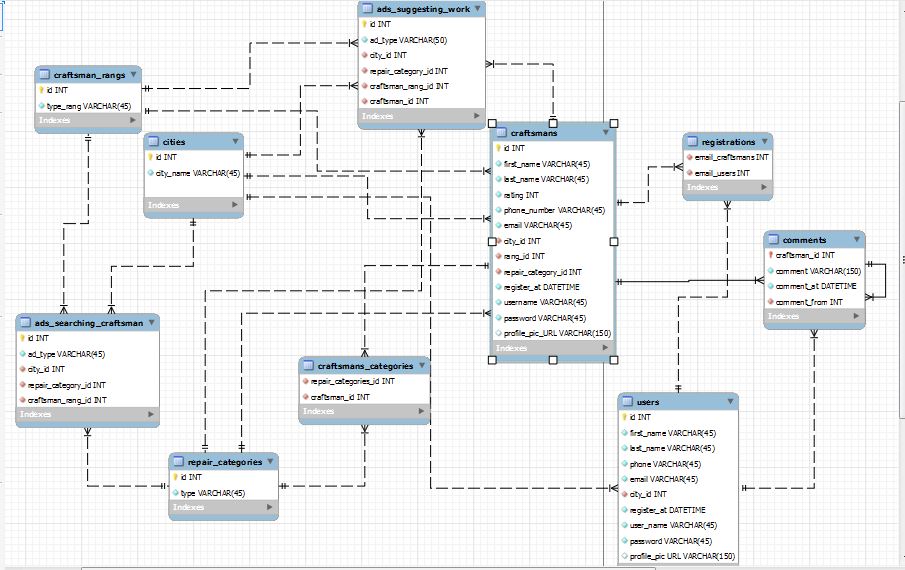 ads_suggesting_work
id INT
ad_type VARCHAR(50)
city_id INT
repair_category_id INT
craftsman_rang_id INT
craftsman_id INT
Indexes
craftsman_rangs
id INT
type_rang VARCHAR(45)
Indexes
cities
id INT
city_name VARCHAR(45)
Indexes
craftsmans
id INT
first_name VARCHAR(45)
last_name VARCHAR(45)
rating INT
phone_number VARCHAR(45)
email VARCHAR(45)
city_id INT
rang_id INT
repair_category_id INT
register_at DATETIME
username VARCHAR(45)
password VARCHAR(45)
profile_pic_URL VARCHAR(150)
Indexes
registrations
email_craftsmans INT
email_users INT
Indexes
comments
craftsman_id INT
comment VARCHAR(150)
comment_at DATETIME
comment_from INT
Indexes
ads_searching_craftsman
id INT
ad_type VARCHAR(45)
city_id INT
repair_category_id INT
craftsman_rang_id INT
Indexes
craftsmans_categories
repair_categories_id INT
craftsman_id INT
Indexes
repair_categories
id INT
type VARCHAR(45)
Indexes
users
id INT
first_name VARCHAR(45)
last_name VARCHAR(45)
phone VARCHAR(45)
email VARCHAR(45)
city_id INT
register_at DATETIME
user_name VARCHAR(45)
password VARCHAR(45)
profile_pic URL VARCHAR(150)